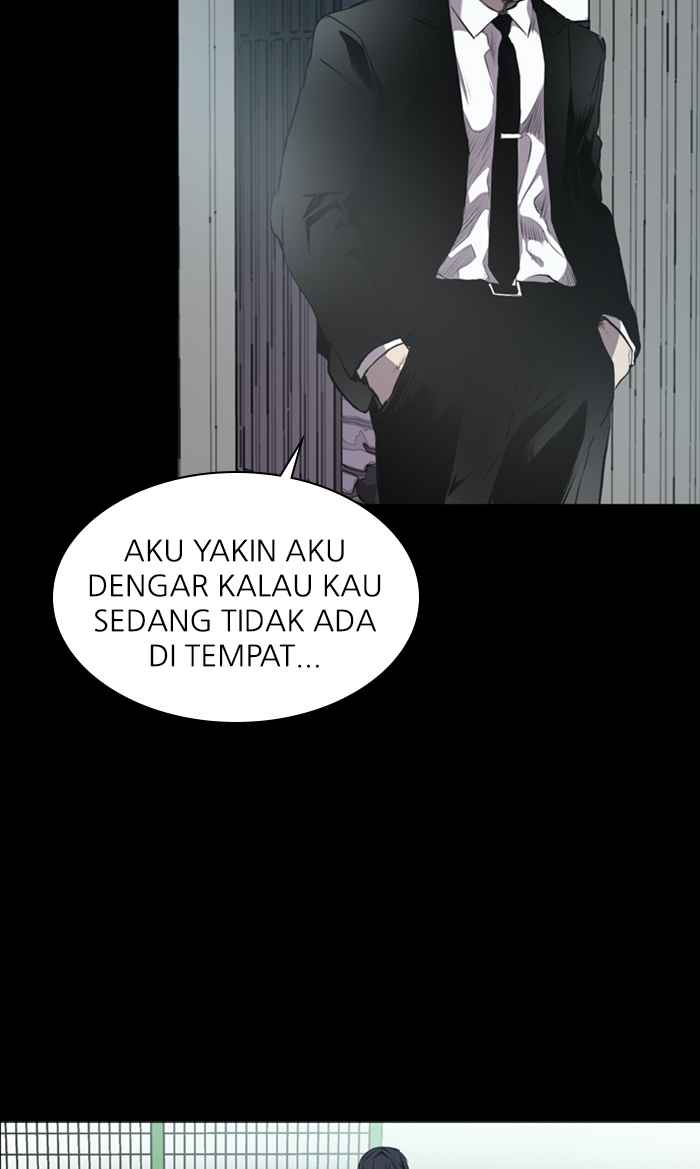 AKU YAKIN AKU
DENGAR KALAU KAU
SEDANG TIDAK ADA
DI TEMPAT...